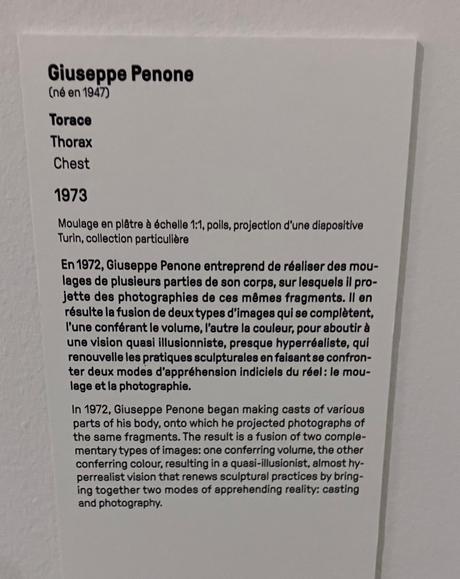 Giuseppe Penone
(né en 1947)
Torace
Thorax
Chest
1973
Moulage en plâtre à échelle 1:1, poils, projection d'une diapositive
Turin, collection particulière
En 1972, Giuseppe Penone entreprend de réaliser des mou-
lages de plusieurs parties de son corps, sur lesquels il pro-
jette des photographies de ces mêmes fragments. Il en
résulte la fusion de deux types d'images qui se complètent,
l'une conférant le volume, l'autre la couleur, pour aboutir à
une vision quasi illusionniste, presque hyperréaliste, qui
renouvelle les pratiques sculpturales en faisant se confron-
ter deux modes d'appréhension indiciels du réel : le mou-
lage et la photographie.
In 1972, Giuseppe Penone began making casts of various
parts of his body, onto which he projected photographs of
the same fragments. The result is a fusion of two comple-
mentary types of images: one conferring volume, the other
conferring colour, resulting in a quasi-illusionist, almost hy-
perrealist vision that renews sculptural practices by bring-
ing together two modes of apprehending reality: casting
and photography.